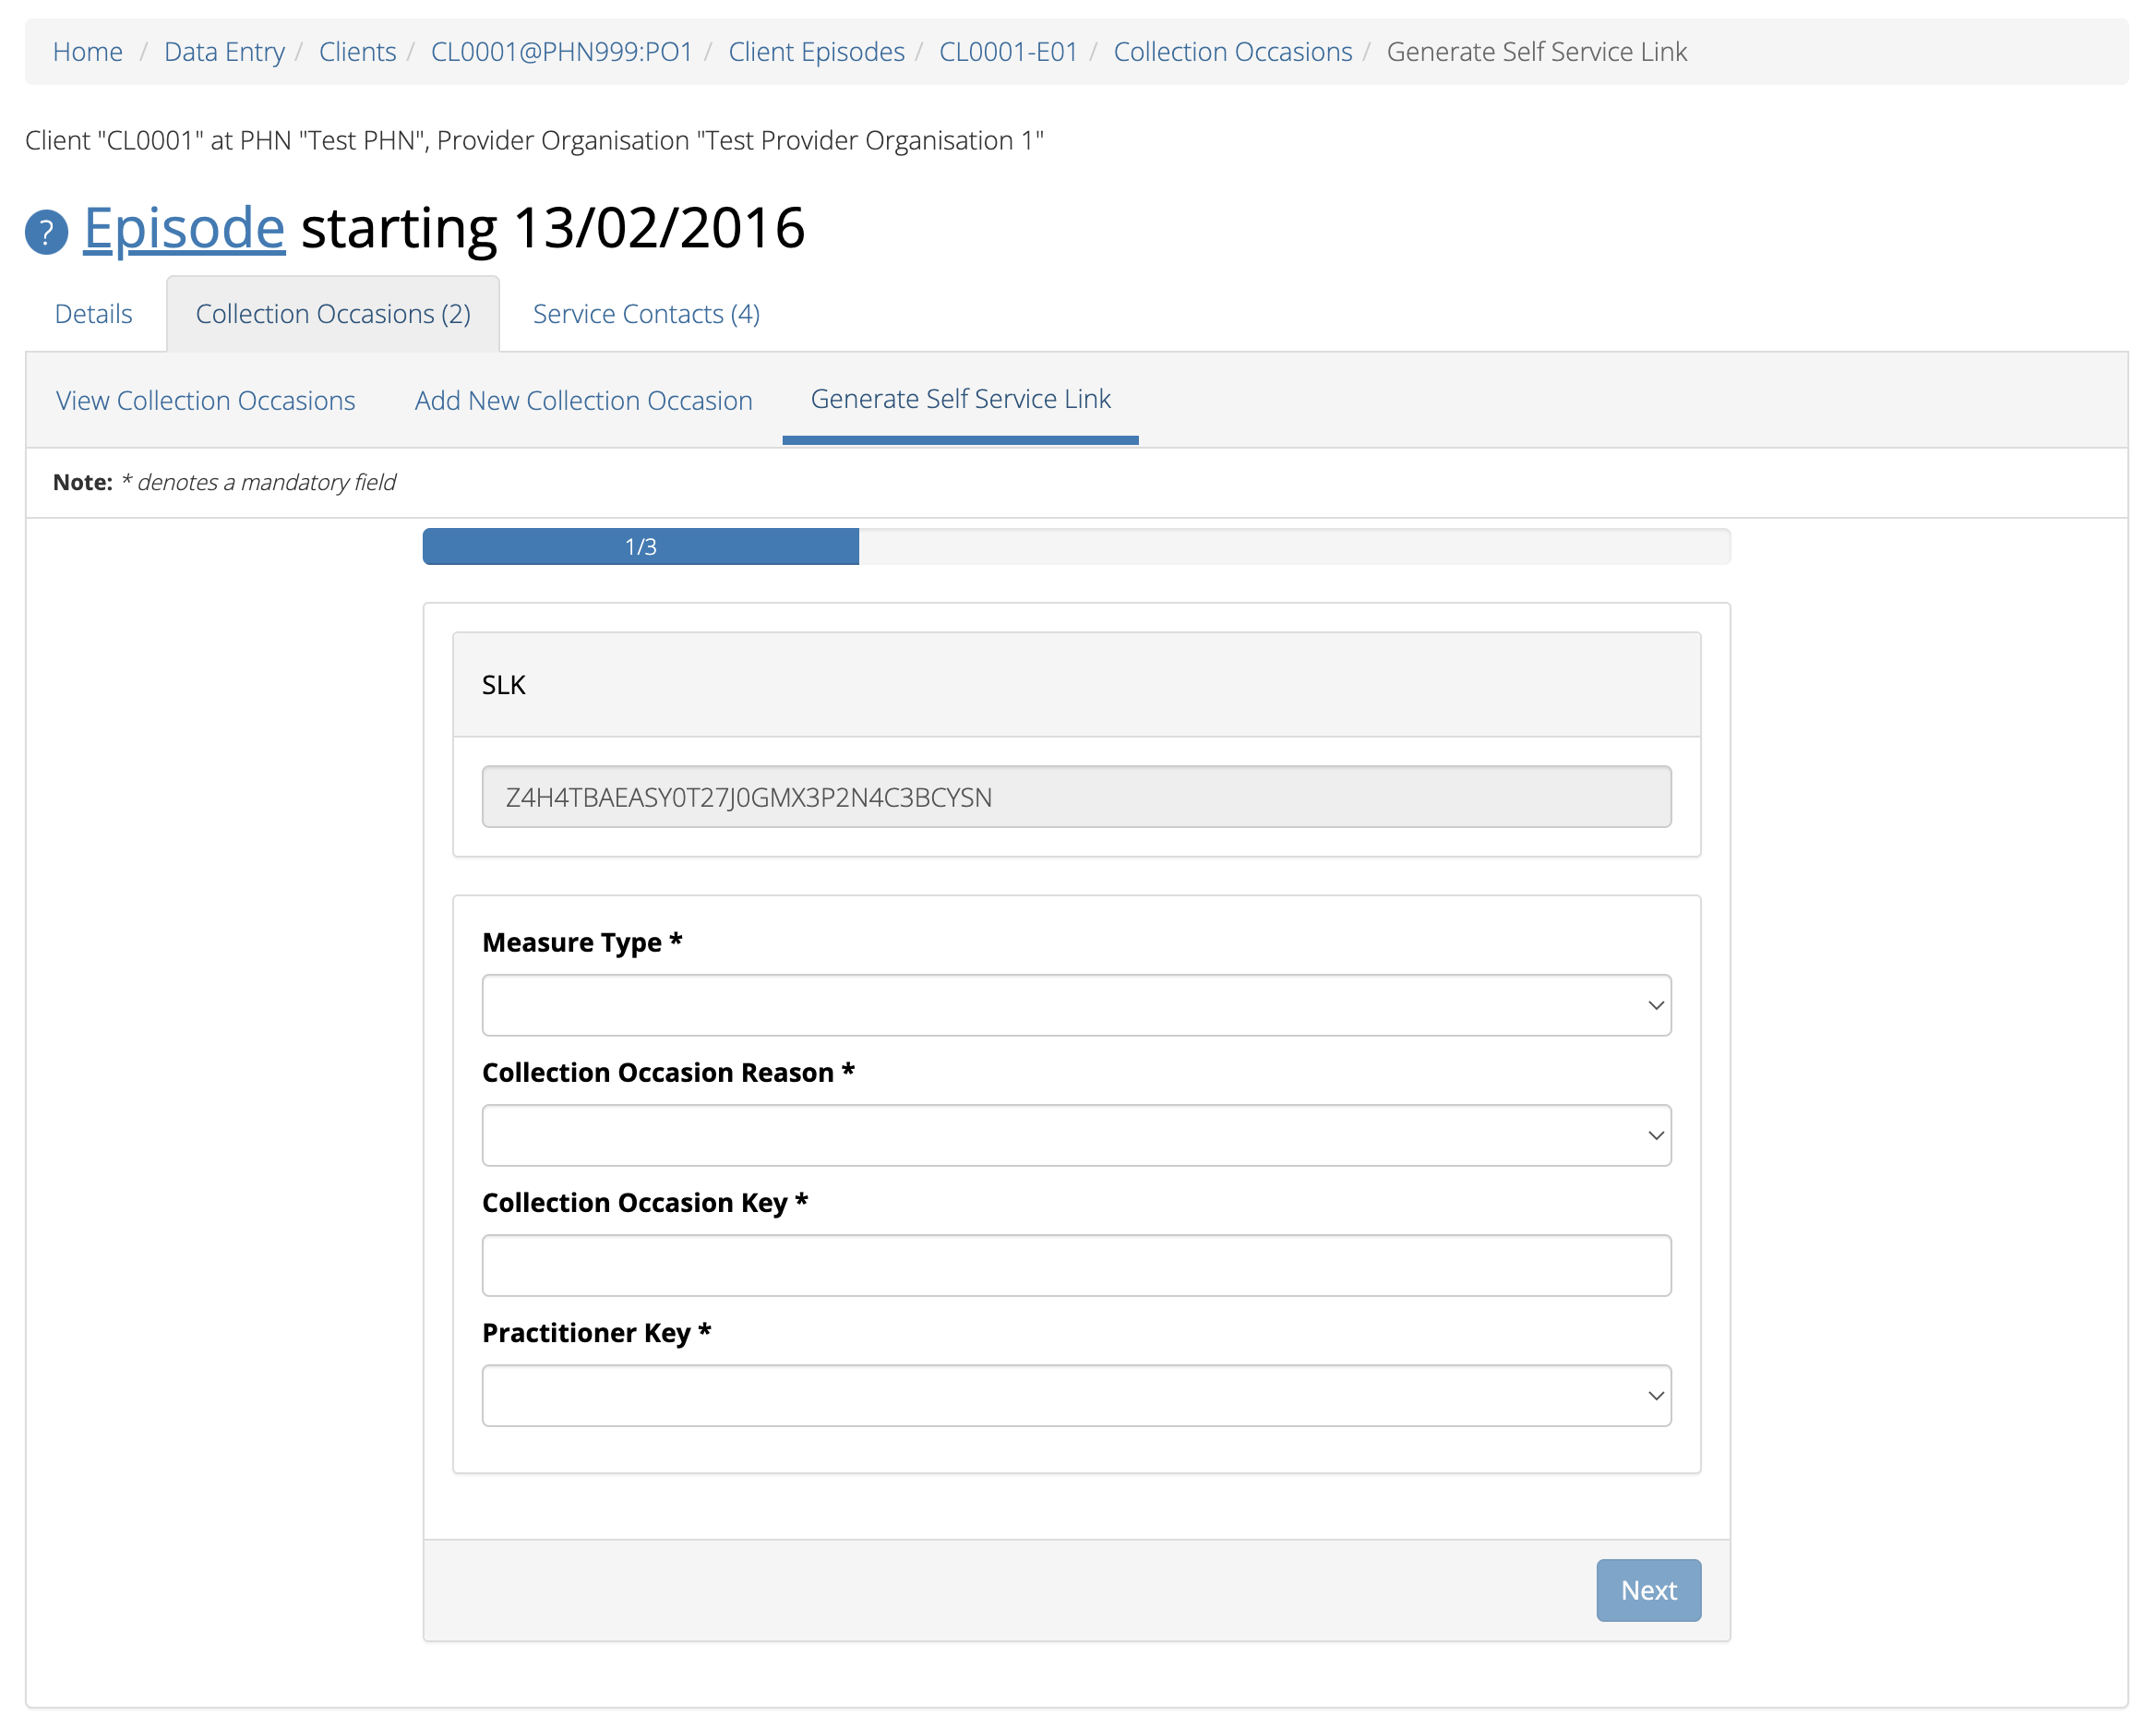 Home / Data Entry / Clients / CL0001@PHN999:PO1 / Client Episodes / CL0001-E01 / Collection Occasions / Generate Self Service Link
Client "CL0001" at PHN "Test PHN", Provider Organisation "Test Provider Organisation 1"
? Episode starting 13/02/2016
Details Collection Occasions (2) Service Contacts (4)
View Collection Occasions Add New Collection Occasion Generate Self Service Link
Note: * denotes a mandatory field
1/3
SLK
Z4H4TBAEASY0T27J0GMX3P2N4C3BCYSN
Measure Type *
Collection Occasion Reason *
Collection Occasion Key *
Practitioner Key *
Next